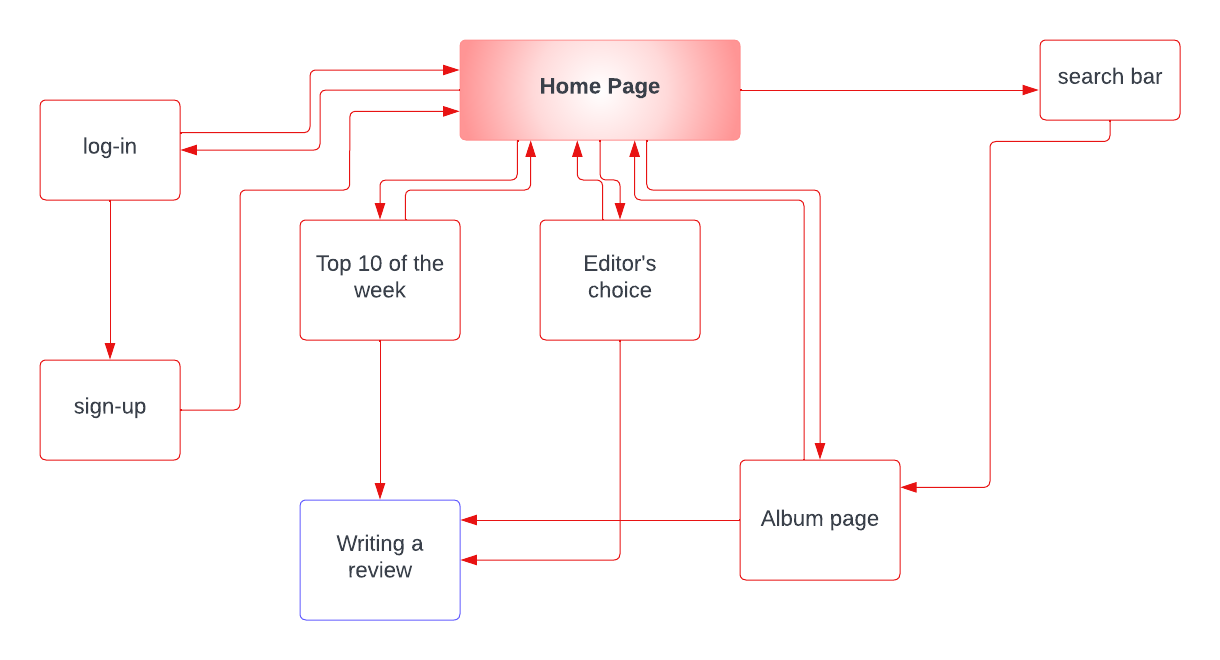 Home Page
search bar
log-in
Top 10 of the
week
Editor's
choice
sign-up
Writing a
review
Album page